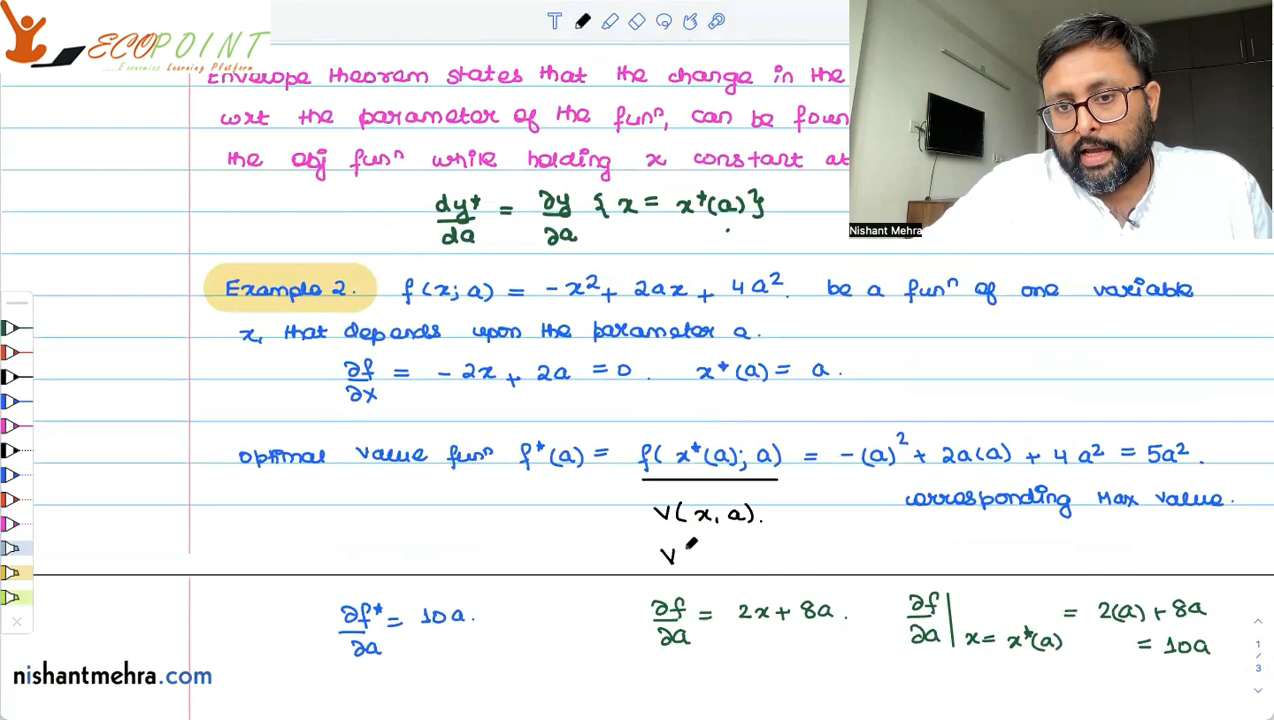 ECOPOINT
.....Economics Learning Platform
Envelope theorem states that the change in the
wrt the parameter of the funⁿ, can be foun
the obj funⁿ while holding x constant at
dy*/da = ∂y/∂a {x = x*(a)}
Nishant Mehra
Example 2. f(x; a) = -x² + 2ax + 4a². be a funⁿ of one variable
x, that depends upon the parameter a.
∂f/∂x = -2x + 2a = 0. x*(a) = a.
optimal value funⁿ f*(a) = f(x*(a); a) = -(a)² + 2a(a) + 4a² = 5a².
corresponding Max value.
V(x, a).
V
∂f*/∂a = 10a. ∂f/∂a = 2x + 8a. ∂f/∂a | x = x*(a) = 2(a) + 8a
= 10a
nishantmehra.com
1/3